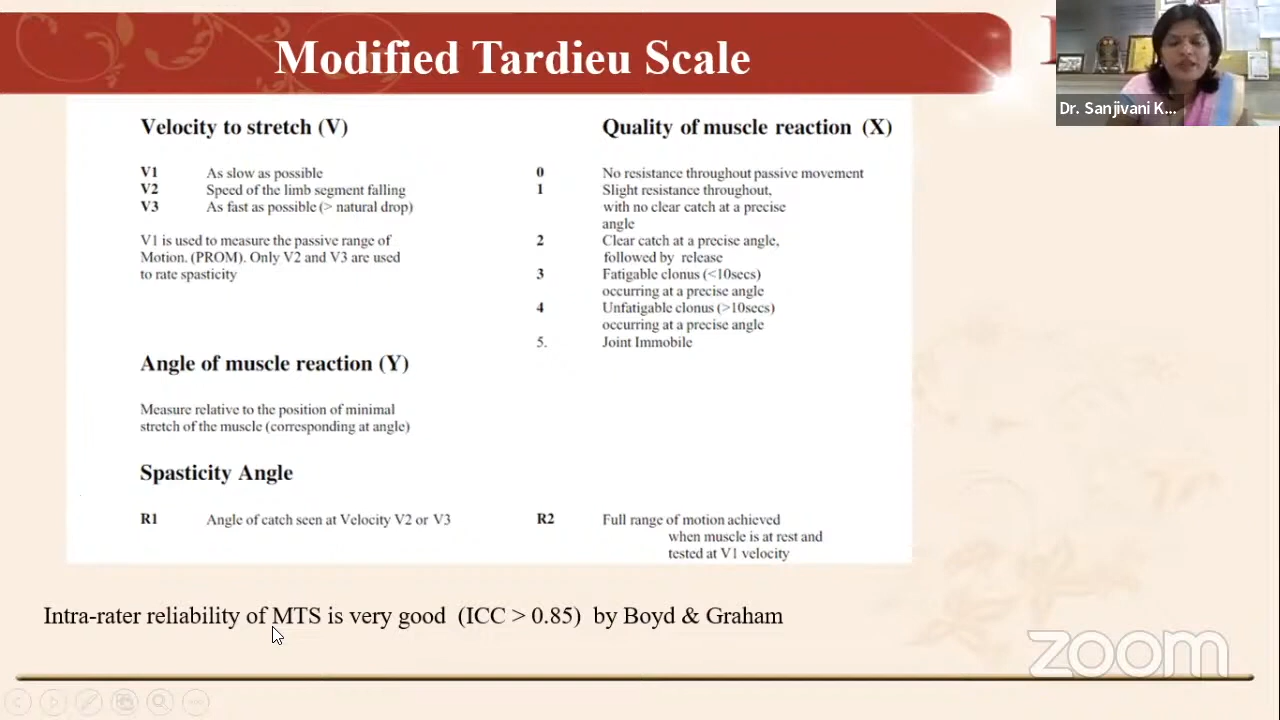 Modified Tardieu Scale
Dr. Sanjivani K...
Velocity to stretch (V)
V1 As slow as possible
V2 Speed of the limb segment falling
V3 As fast as possible (> natural drop)
V1 is used to measure the passive range of
Motion. (PROM). Only V2 and V3 are used
to rate spasticity
Quality of muscle reaction (X)
0 No resistance throughout passive movement
1 Slight resistance throughout,
with no clear catch at a precise
angle
2 Clear catch at a precise angle,
followed by release
3 Fatigable clonus (<10secs)
occurring at a precise angle
4 Unfatigable clonus (>10secs)
occurring at a precise angle
5. Joint Immobile
Angle of muscle reaction (Y)
Measure relative to the position of minimal
stretch of the muscle (corresponding at angle)
Spasticity Angle
R1 Angle of catch seen at Velocity V2 or V3
R2 Full range of motion achieved
when muscle is at rest and
tested at V1 velocity
Intra-rater reliability of MTS is very good (ICC > 0.85) by Boyd & Graham
zoom